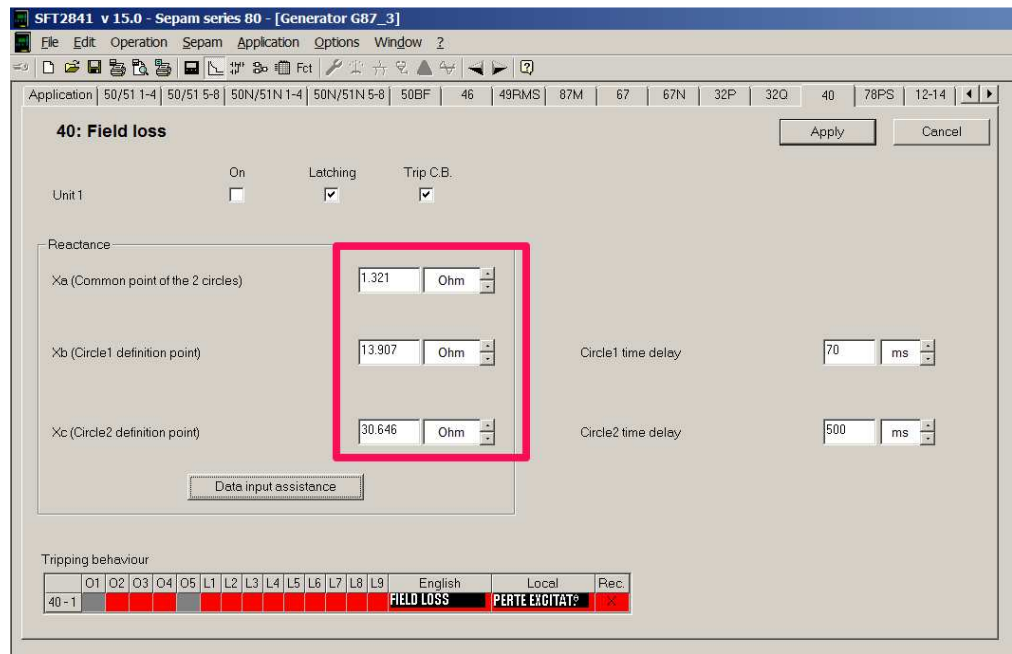 SFT2841 v 15.0 - Sepam series 80 - [Generator G87_3]
File Edit Operation Sepam Application Options Window ?
Fct
Application 50/51 1-4 50/51 5-8 50N/51N 1-4 50N/51N 5-8 50BF 46 49RMS 87M 67 67N 32P 32Q 40 78PS 12-14
40: Field loss
Apply Cancel
On Latching Trip C.B.
Unit 1
Reactance
Xa (Common point of the 2 circles) 1.321 Ohm
Xb (Circle1 definition point) 13.907 Ohm Circle1 time delay 70 ms
Xc (Circle2 definition point) 30.646 Ohm Circle2 time delay 500 ms
Data input assistance
Tripping behaviour
O1 O2 O3 O4 O5 L1 L2 L3 L4 L5 L6 L7 L8 L9 English Local Rec.
40 - 1 FIELD LOSS PERTE EXCITAT° X